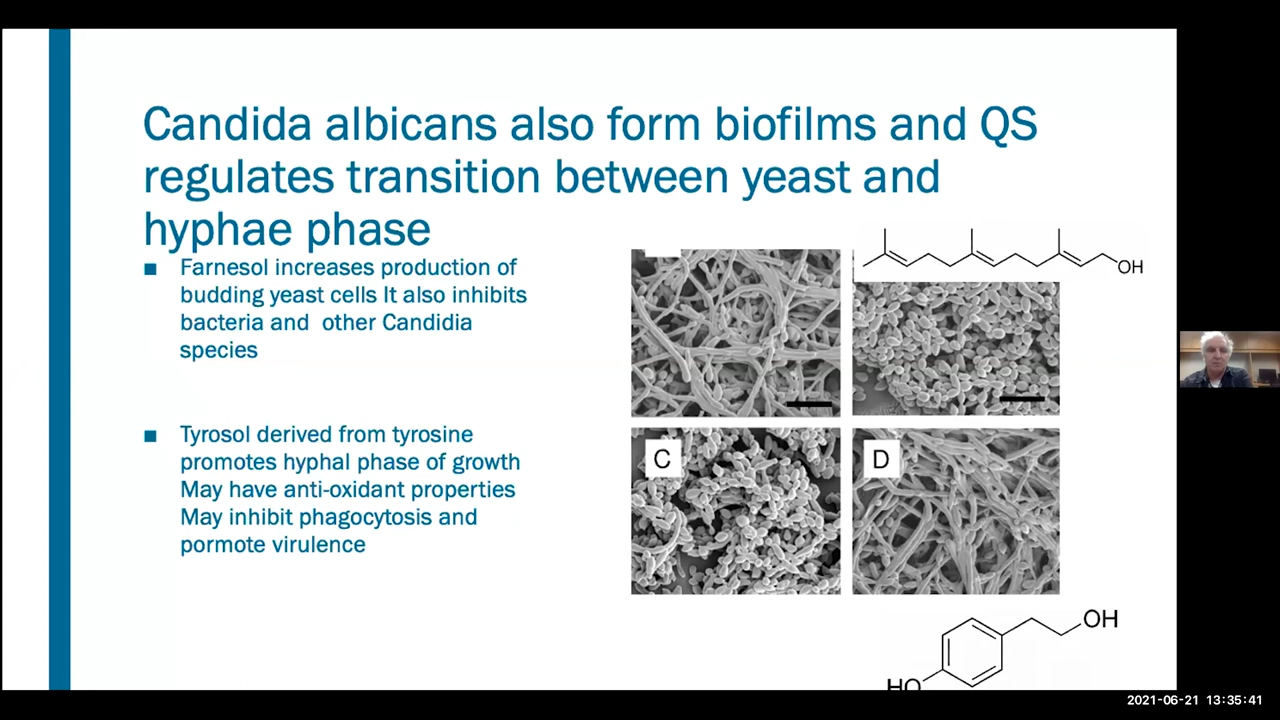 Candida albicans also form biofilms and QS
regulates transition between yeast and
hyphae phase
Farnesol increases production of
budding yeast cells It also inhibits
bacteria and other Candidia
species
Tyrosol derived from tyrosine
promotes hyphal phase of growth
May have anti-oxidant properties
May inhibit phagocytosis and
pormote virulence
OH
C
D
OH
HO
2021-06-21 13:35:41